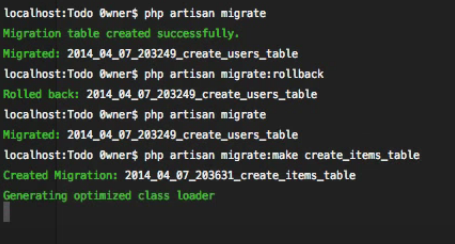 localhost:Todo 0wner$ php artisan migrate
Migration table created successfully.
Migrated: 2014_04_07_203249_create_users_table
localhost:Todo 0wner$ php artisan migrate:rollback
Rolled back: 2014_04_07_203249_create_users_table
localhost:Todo 0wner$ php artisan migrate
Migrated: 2014_04_07_203249_create_users_table
localhost:Todo 0wner$ php artisan migrate:make create_items_table
Created Migration: 2014_04_07_203631_create_items_table
Generating optimized class loader